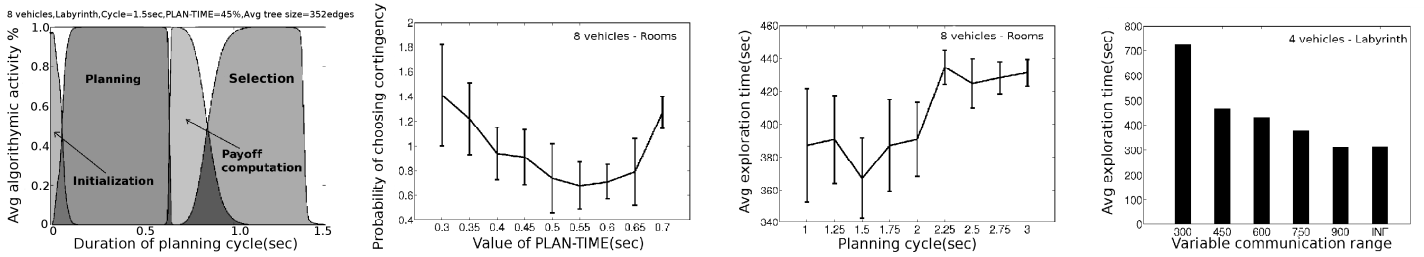 8 vehicles,Labyrinth,Cycle=1.5sec,PLAN-TIME=45%,Avg tree size=352edges
Avg algorithymic activity %
1.0
0.8
0.6
0.4
0.2
0
Planning
Selection
Payoff
computation
Initialization
0 0.5 1.0 1.5
Duration of planning cycle(sec)
Probability of choosing contingency
2
1.8
1.6
1.4
1.2
1
0.8
0.6
0.4
8 vehicles - Rooms
0.3 0.35 0.4 0.45 0.5 0.55 0.6 0.65 0.7
Value of PLAN-TIME(sec)
Avg exploration time(sec)
460
440
420
400
380
360
340
8 vehicles - Rooms
1 1.25 1.5 1.75 2 2.25 2.5 2.75 3
Planning cycle(sec)
Avg exploration time(sec)
800
700
600
500
400
300
200
100
0
4 vehicles - Labyrinth
300 450 600 750 900 INF
Variable communication range